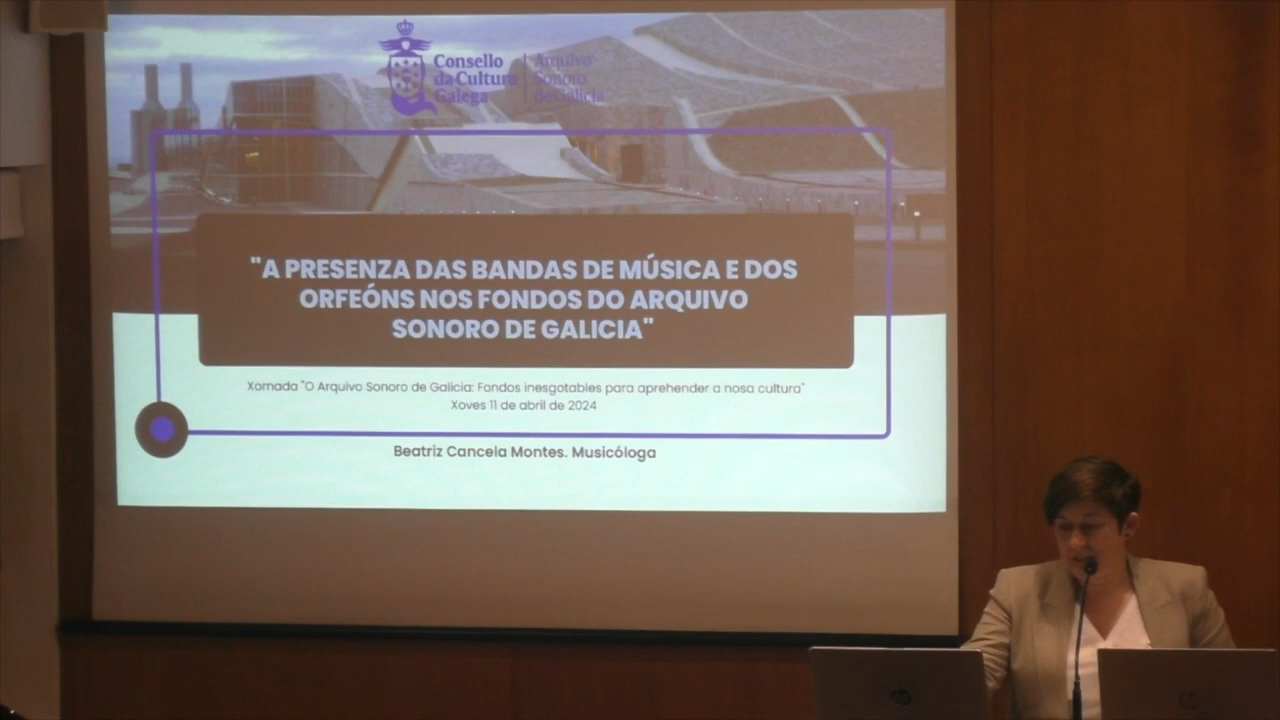 Consello
da Cultura
Galega
Arquivo
Sonoro
de Galicia
"A PRESENZA DAS BANDAS DE MÚSICA E DOS
ORFEÓNS NOS FONDOS DO ARQUIVO
SONORO DE GALICIA"
Xornada "O Arquivo Sonoro de Galicia: Fondos inesgotables para aprehender a nosa cultura"
Xoves 11 de abril de 2024
Beatriz Cancela Montes. Musicóloga
hp